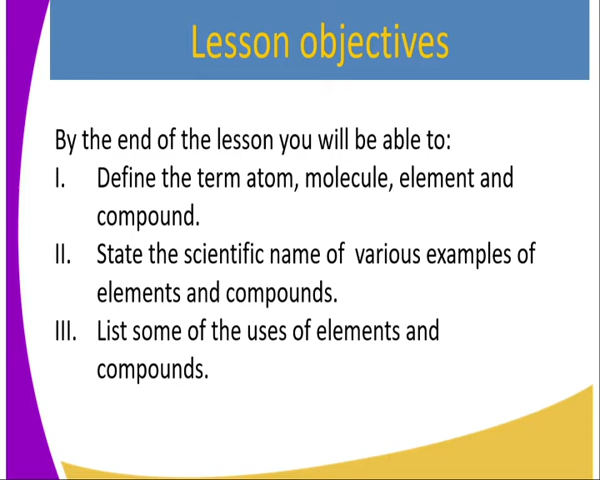 Lesson objectives
By the end of the lesson you will be able to:
I. Define the term atom, molecule, element and
compound.
II. State the scientific name of various examples of
elements and compounds.
III. List some of the uses of elements and
compounds.